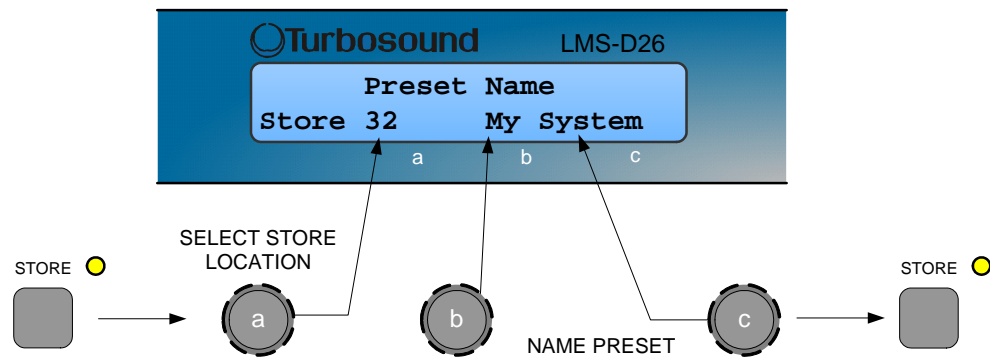 Turbosound LMS-D26
Preset Name
Store 32 My System
a b c
SELECT STORE
LOCATION
STORE
STORE
a
b
c
NAME PRESET